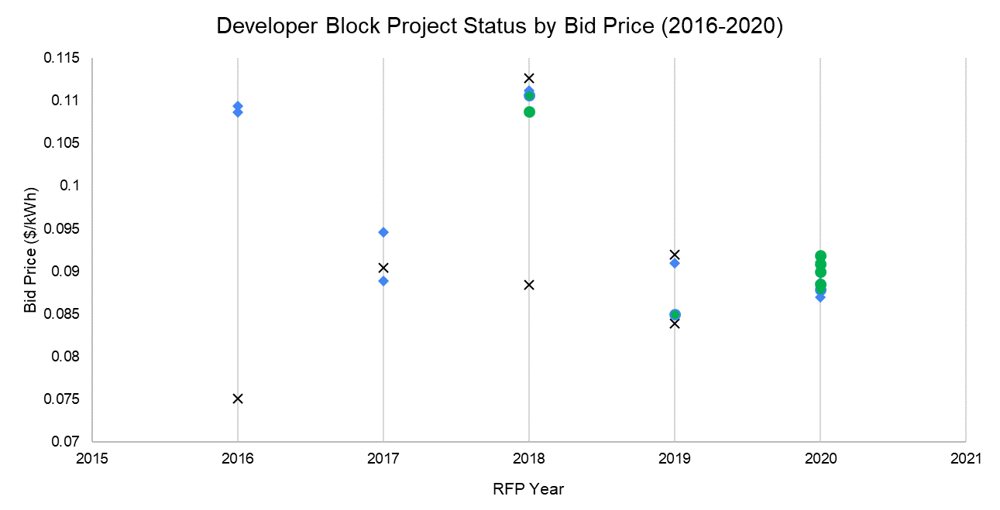 Developer Block Project Status by Bid Price (2016-2020)
0.115
0.11
0.105
0.1
0.095
0.09
0.085
0.08
0.075
0.07
Bid Price ($/kWh)
2015 2016 2017 2018 2019 2020 2021
RFP Year